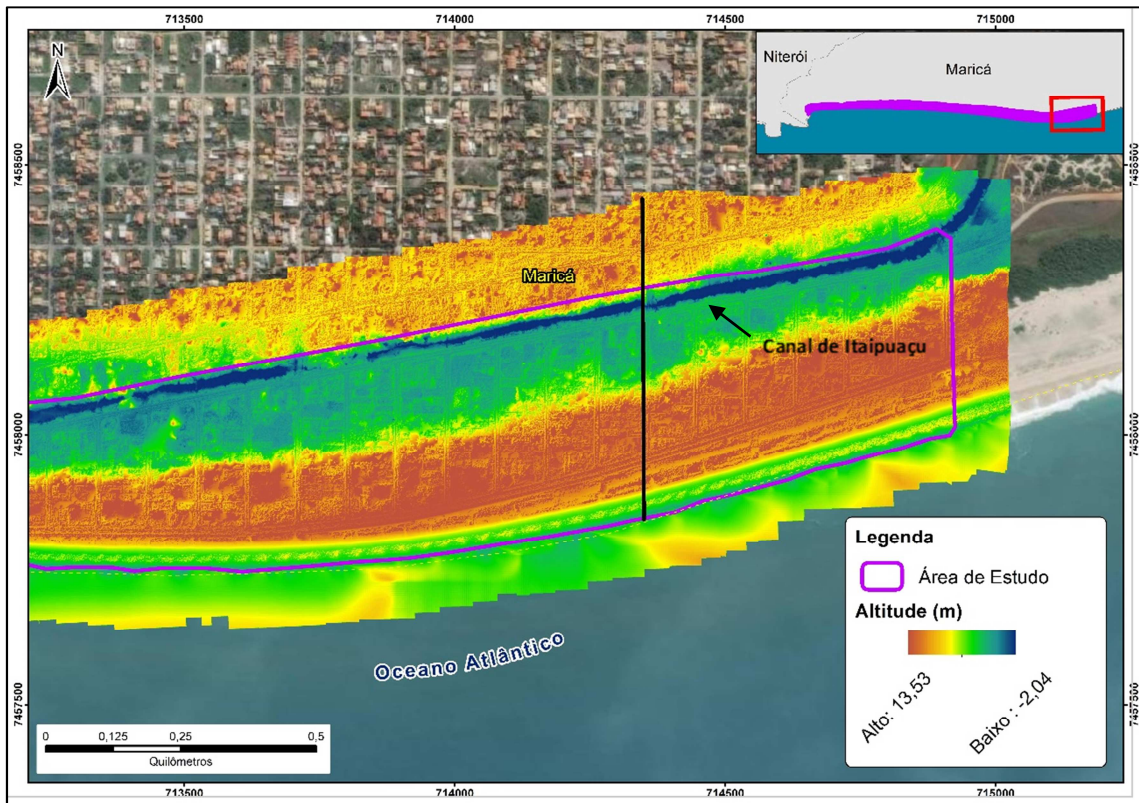 713500
714000
714500
715000
N
Niterói
Maricá
7458500
7458500
Maricá
Canal de Itaipuaçu
7458000
7458000
Legenda
Área de Estudo
Altitude (m)
Alto: 13,53
Baixo : -2,04
Oceano Atlântico
7457500
7457500
0
0,125
0,25
0,5
Quilômetros
713500
714000
714500
715000